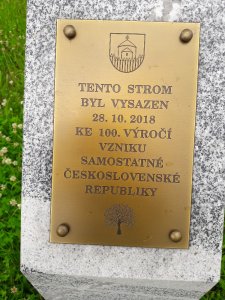 TENTO STROM
BYL VYSAZEN
28. 10. 2018
KE 100. VÝROČÍ
VZNIKU
SAMOSTATNÉ
ČESKOSLOVENSKÉ
REPUBLIKY